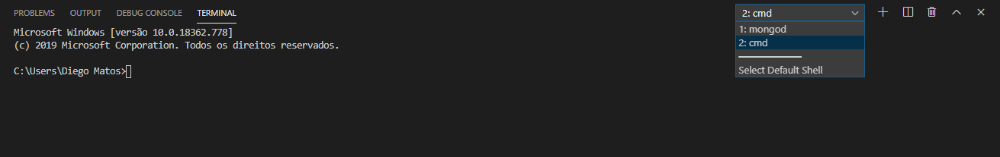 PROBLEMS OUTPUT DEBUG CONSOLE TERMINAL 2: cmd
1: mongod
2: cmd
Select Default Shell
Microsoft Windows [versão 10.0.18362.778]
(c) 2019 Microsoft Corporation. Todos os direitos reservados.
C:\Users\Diego Matos>